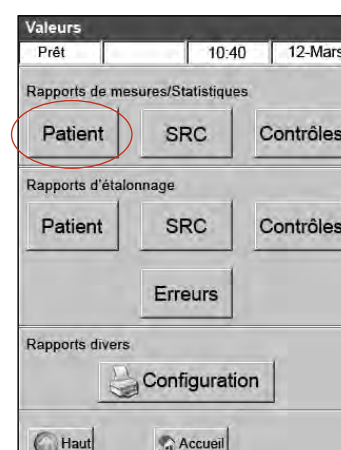 Valeurs
Prêt 10:40 12-Mars
Rapports de mesures/Statistiques
Patient SRC Contrôles
Rapports d'étalonnage
Patient SRC Contrôles
Erreurs
Rapports divers
Configuration
Haut Accueil